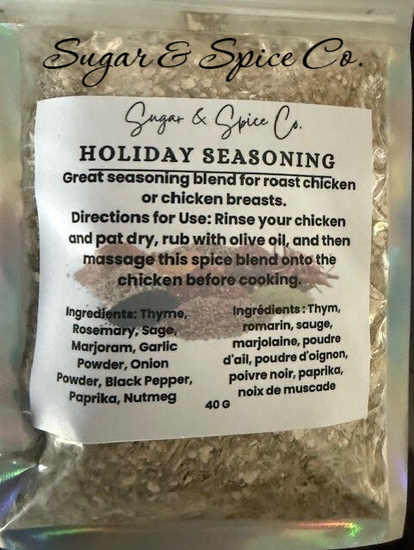 Sugar & Spice Co.
Sugar & Spice Co.
HOLIDAY SEASONING
Great seasoning blend for roast chicken
or chicken breasts.
Directions for Use: Rinse your chicken
and pat dry, rub with olive oil, and then
massage this spice blend onto the
chicken before cooking.
Ingredients: Thyme,
Rosemary, Sage,
Marjoram, Garlic
Powder, Onion
Powder, Black Pepper,
Paprika, Nutmeg
Ingrédients : Thym,
romarin, sauge,
marjolaine, poudre
d'ail, poudre d'oignon,
poivre noir, paprika,
noix de muscade
40 G